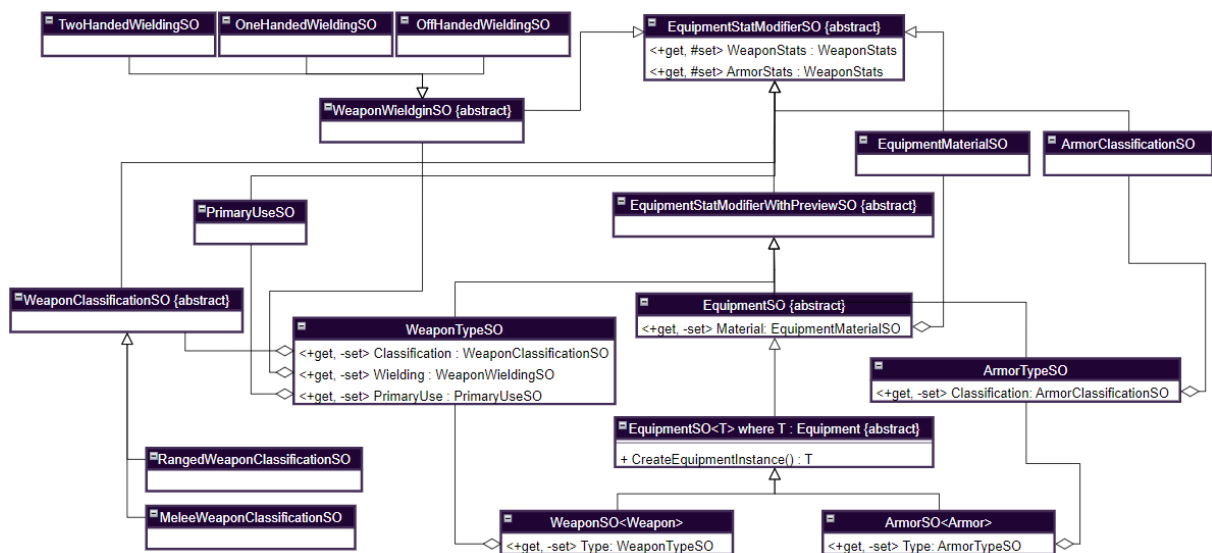 TwoHandedWieldingSO
OneHandedWieldingSO
OffHandedWieldingSO
EquipmentStatModifierSO {abstract}
<+get, #set> WeaponStats : WeaponStats
<+get, #set> ArmorStats : WeaponStats
WeaponWieldginSO {abstract}
EquipmentMaterialSO
ArmorClassificationSO
PrimaryUseSO
EquipmentStatModifierWithPreviewSO {abstract}
WeaponClassificationSO {abstract}
EquipmentSO {abstract}
<+get, -set> Material: EquipmentMaterialSO
WeaponTypeSO
<+get, -set> Classification : WeaponClassificationSO
<+get, -set> Wielding : WeaponWieldingSO
<+get, -set> PrimaryUse : PrimaryUseSO
ArmorTypeSO
<+get, -set> Classification: ArmorClassificationSO
EquipmentSO<T> where T : Equipment {abstract}
+ CreateEquipmentInstance() : T
RangedWeaponClassificationSO
MeleeWeaponClassificationSO
WeaponSO<Weapon>
<+get, -set> Type: WeaponTypeSO
ArmorSO<Armor>
<+get, -set> Type: ArmorTypeSO